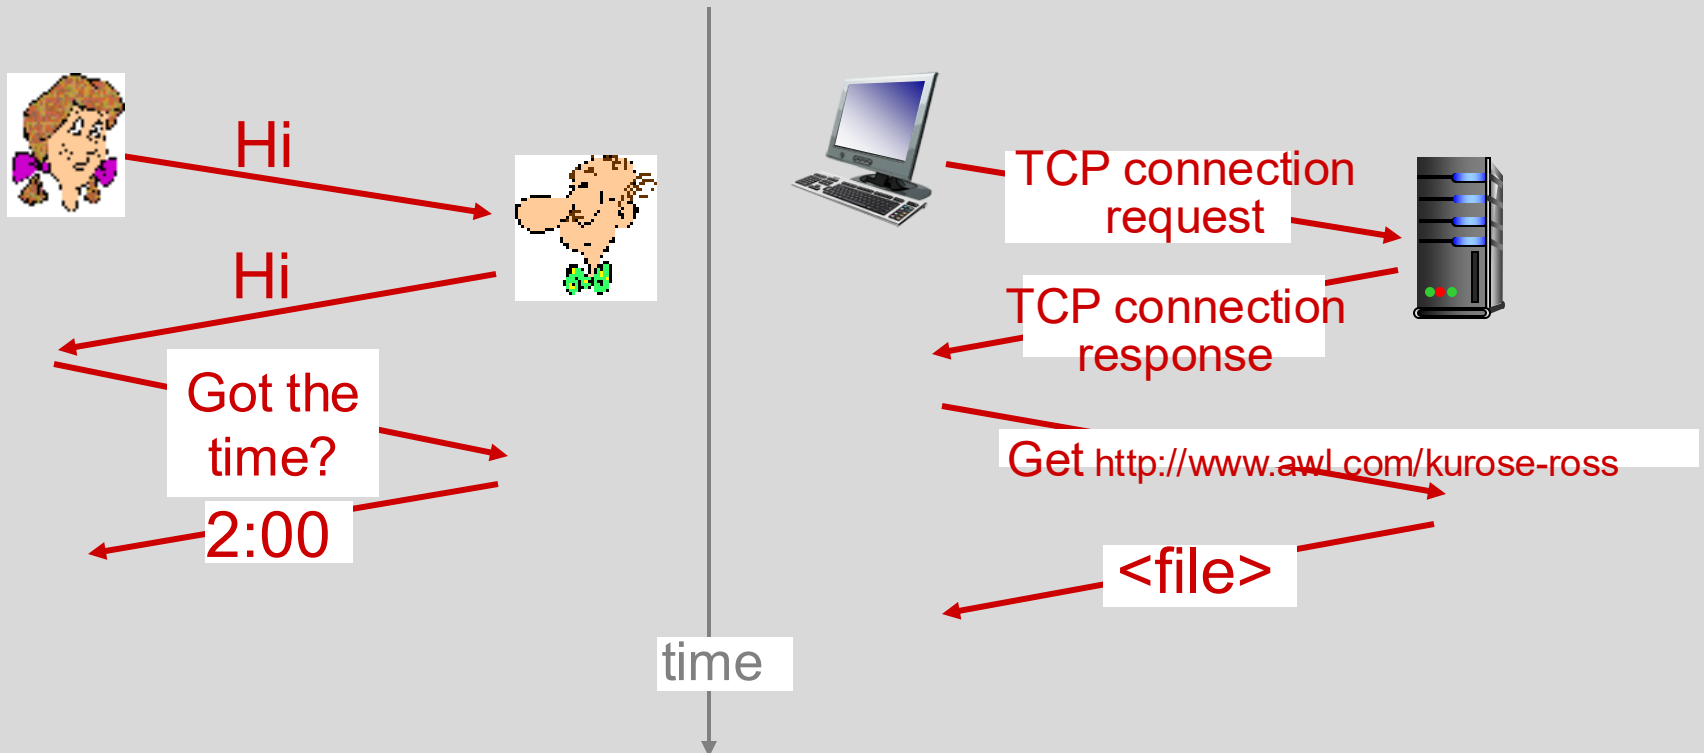 Hi
Hi
Got the
time?
2:00
TCP connection
request
TCP connection
response
Get http://www.awl.com/kurose-ross
<file>
time